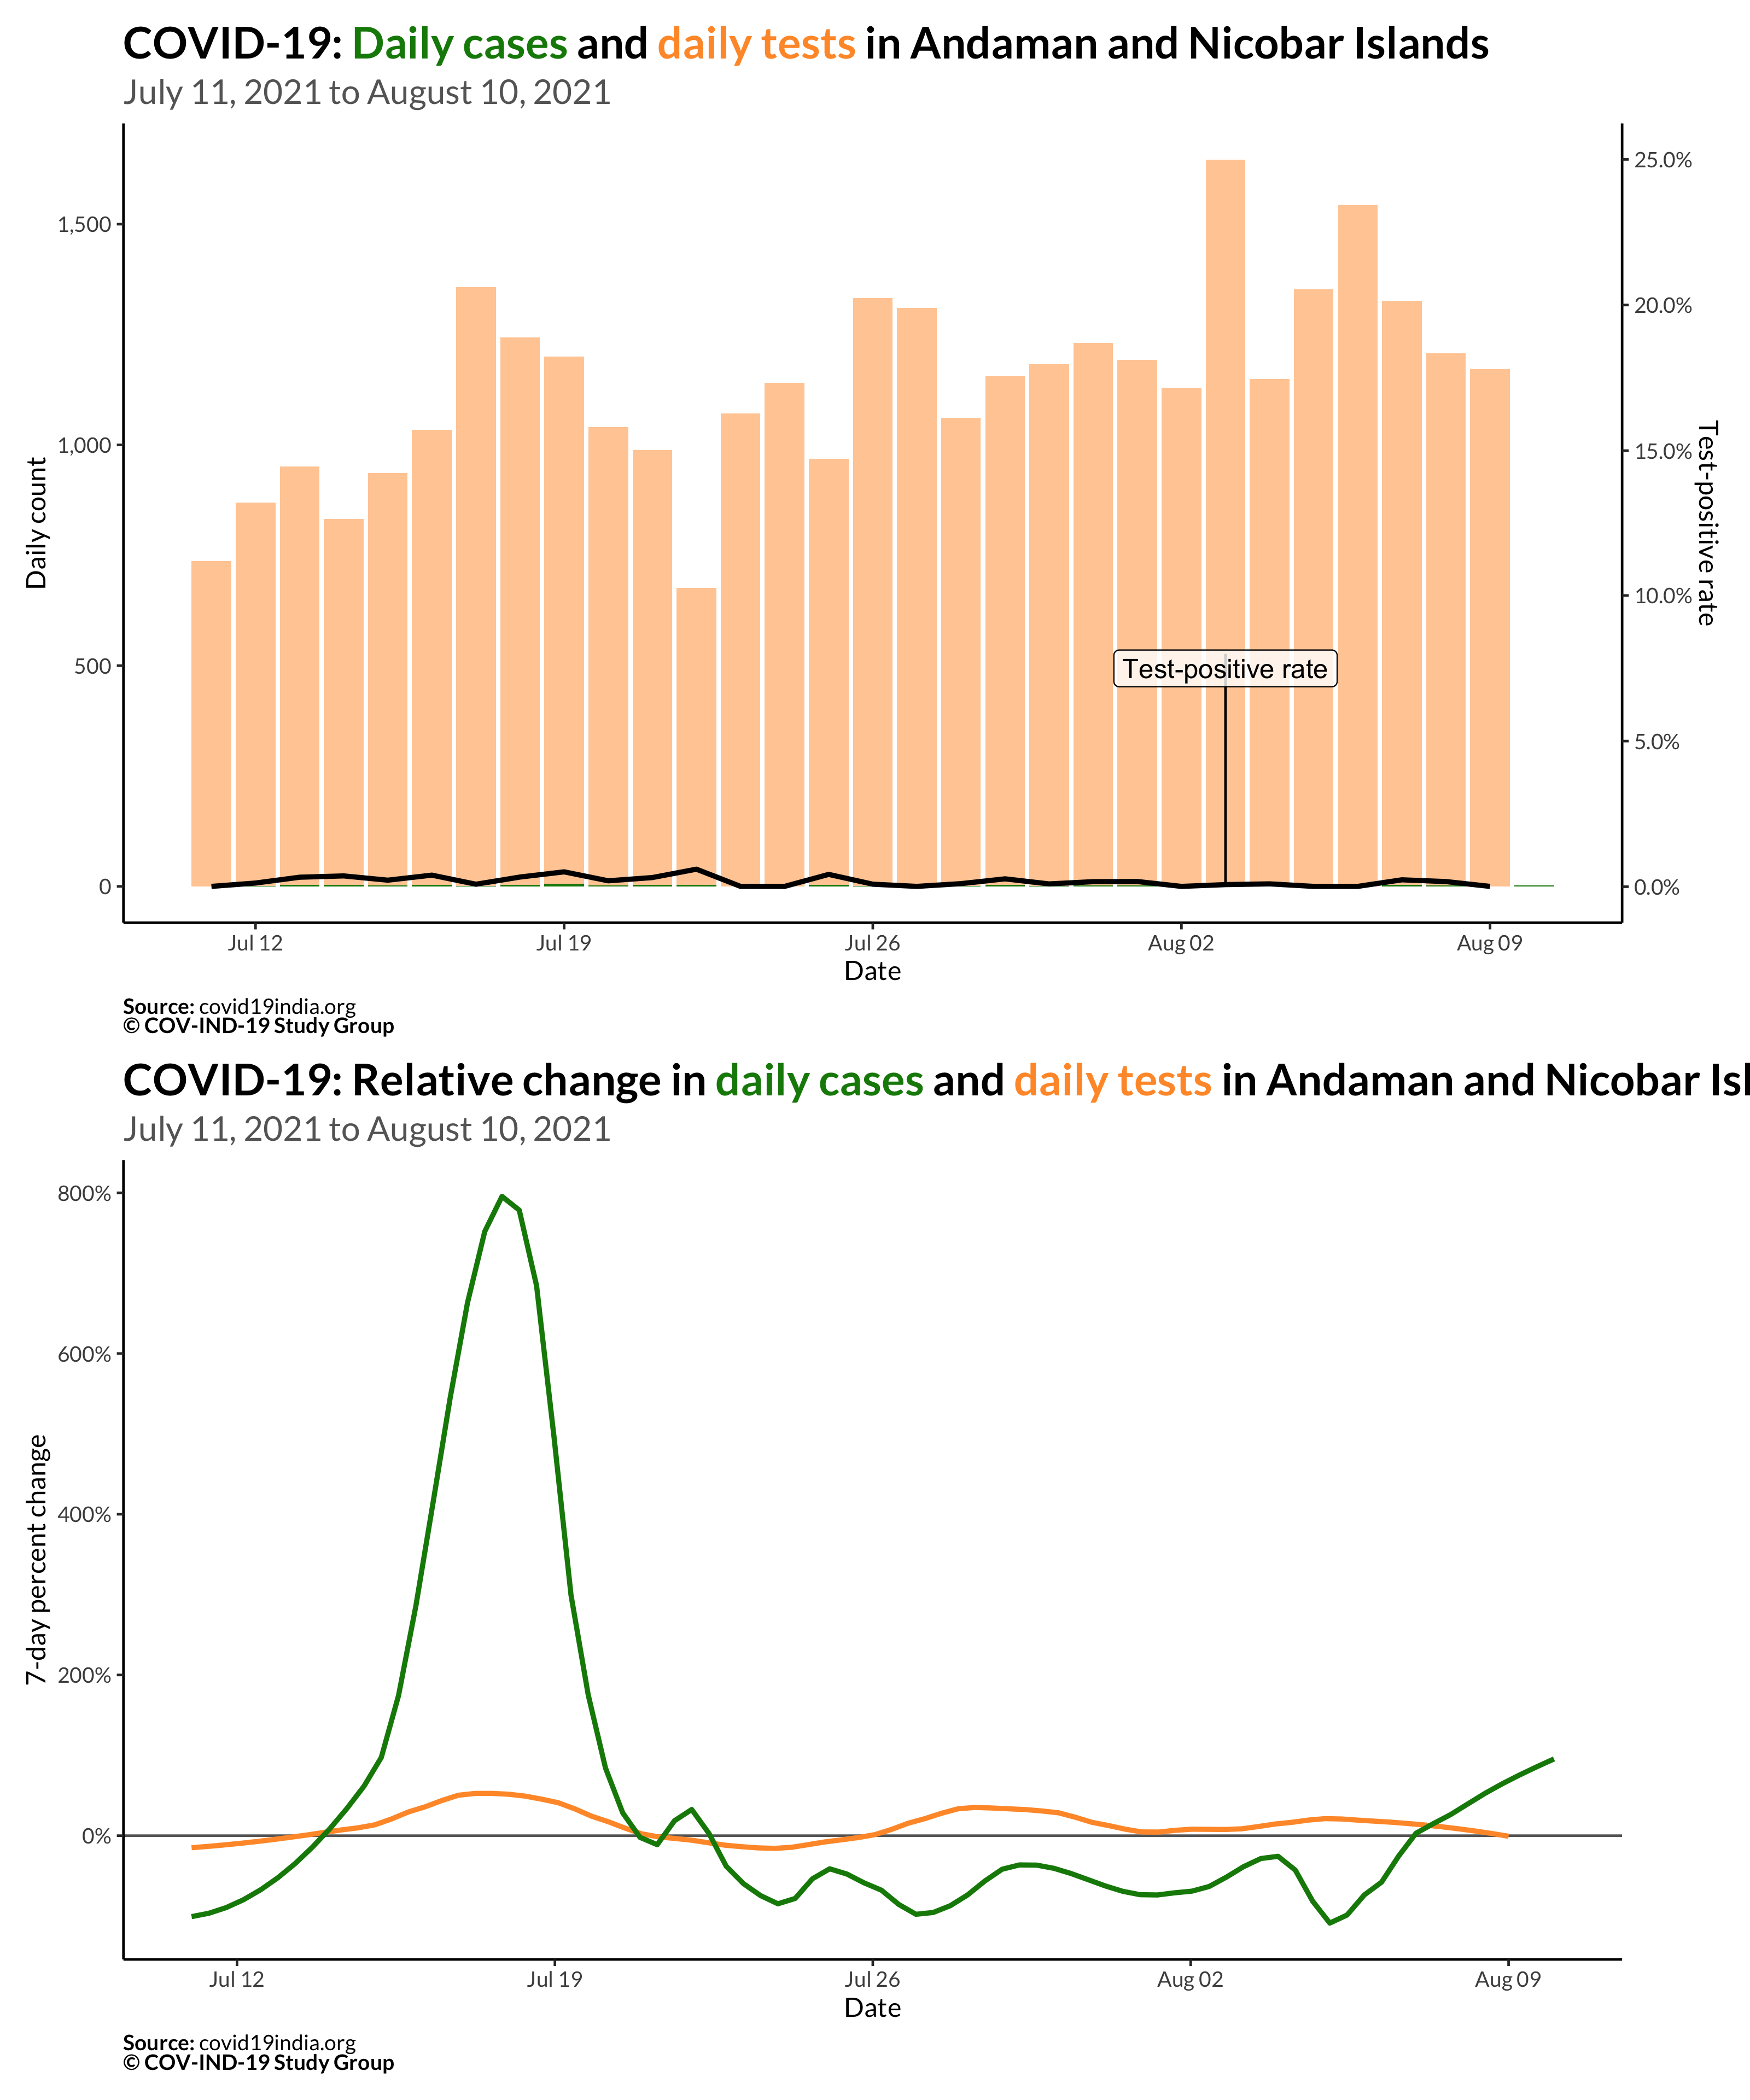 COVID-19: Daily cases and daily tests in Andaman and Nicobar Islands
July 11, 2021 to August 10, 2021
Daily count
1,500
1,000
500
0
25.0%
20.0%
15.0%
10.0%
5.0%
0.0%
Test-positive rate
Test-positive rate
Jul 12
Jul 19
Jul 26
Aug 02
Aug 09
Date
Source: covid19india.org
© COV-IND-19 Study Group
COVID-19: Relative change in daily cases and daily tests in Andaman and Nicobar Isl
July 11, 2021 to August 10, 2021
7-day percent change
800%
600%
400%
200%
0%
Jul 12
Jul 19
Jul 26
Aug 02
Aug 09
Date
Source: covid19india.org
© COV-IND-19 Study Group